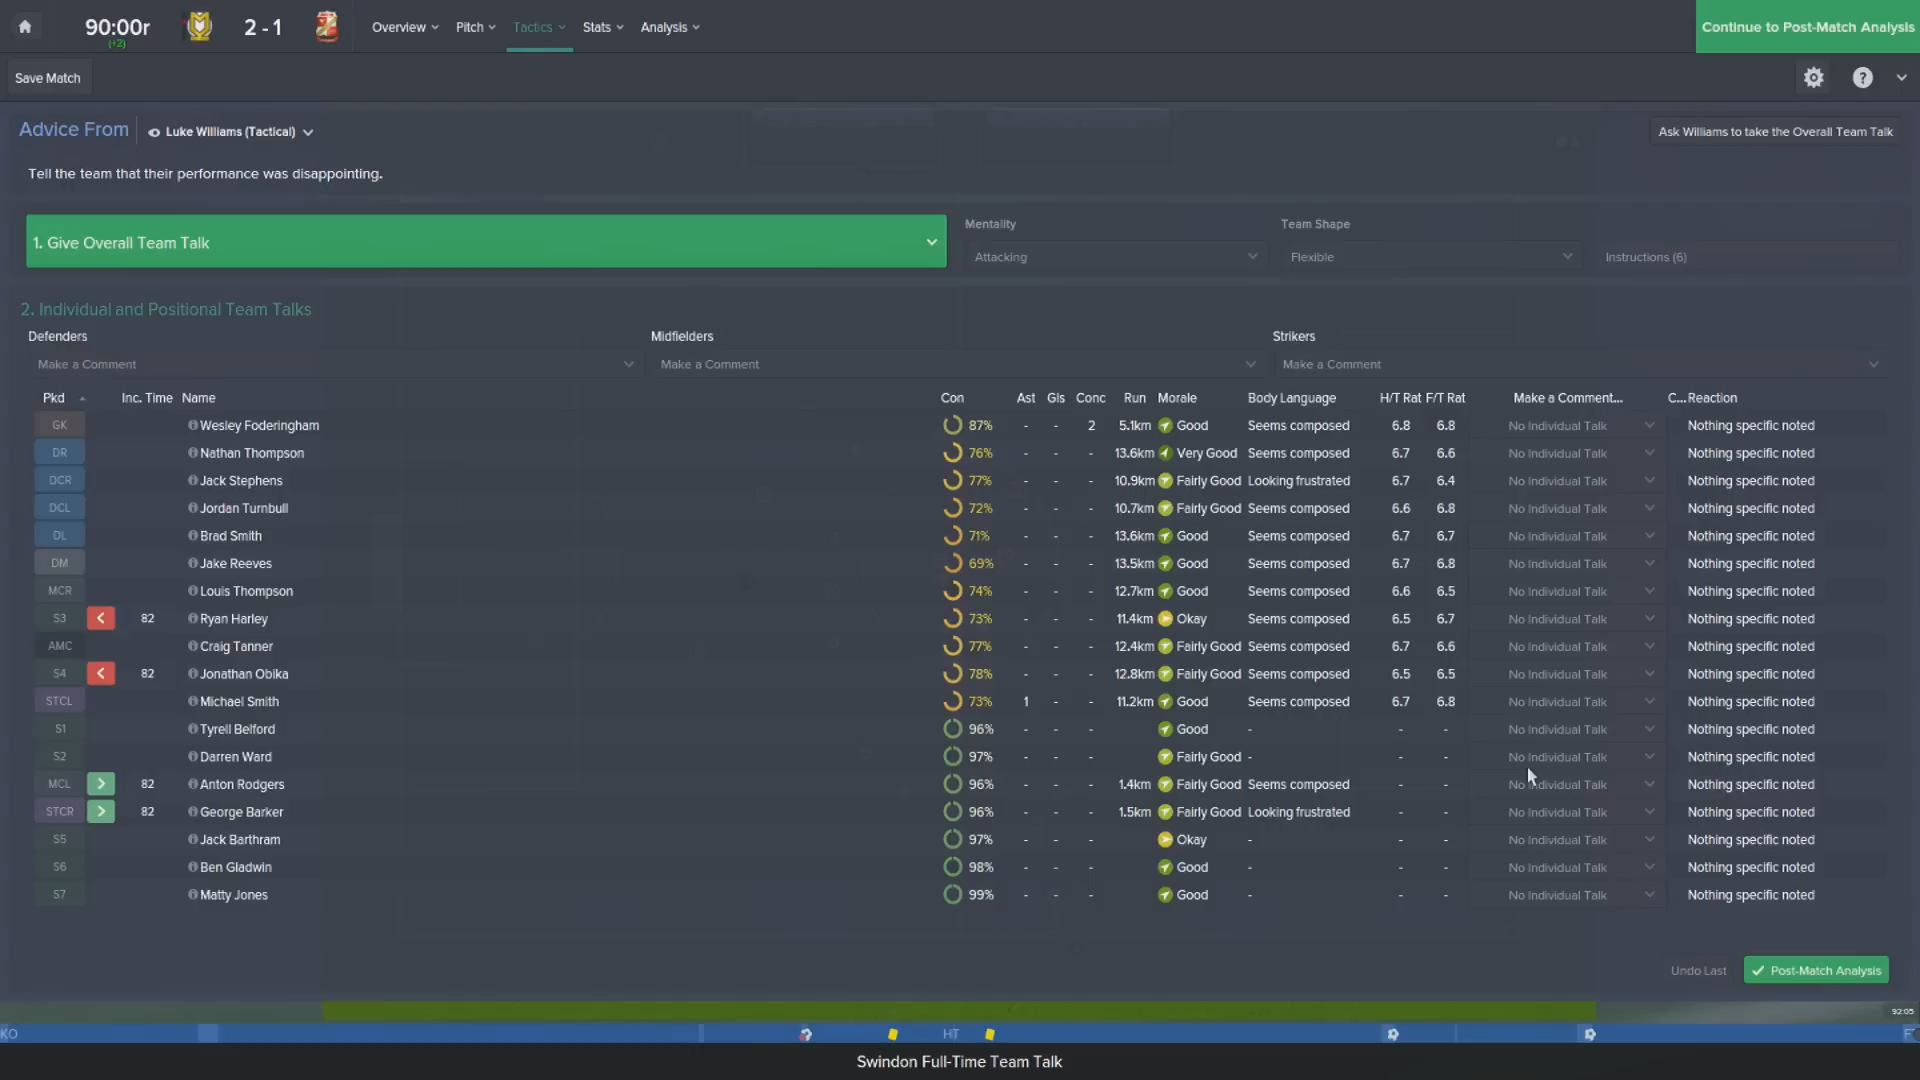 90:00r 2 - 1 Overview Pitch Tactics Stats Analysis Continue to Post-Match Analysis
(+2)
Save Match ?
Advice From Luke Williams (Tactical) Ask Williams to take the Overall Team Talk
Tell the team that their performance was disappointing.
Mentality Team Shape
1. Give Overall Team Talk Attacking Flexible Instructions (6)
2. Individual and Positional Team Talks
Defenders Midfielders Strikers
Make a Comment Make a Comment Make a Comment
Pkd Inc. Time Name Con Ast Gls Conc Run Morale Body Language H/T Rat F/T Rat Make a Comment... C... Reaction
GK Wesley Foderingham 87% - - 2 5.1km Good Seems composed 6.8 6.8 No Individual Talk Nothing specific noted
DR Nathan Thompson 76% - - - 13.6km Very Good Seems composed 6.7 6.6 No Individual Talk Nothing specific noted
DCR Jack Stephens 77% - - - 10.9km Fairly Good Looking frustrated 6.7 6.4 No Individual Talk Nothing specific noted
DCL Jordan Turnbull 72% - - - 10.7km Fairly Good Seems composed 6.6 6.8 No Individual Talk Nothing specific noted
DL Brad Smith 71% - - - 13.6km Good Seems composed 6.7 6.7 No Individual Talk Nothing specific noted
DM Jake Reeves 69% - - - 13.5km Good Seems composed 6.7 6.8 No Individual Talk Nothing specific noted
MCR Louis Thompson 74% - - - 12.7km Good Seems composed 6.6 6.5 No Individual Talk Nothing specific noted
S3 82 Ryan Harley 73% - - - 11.4km Okay Seems composed 6.5 6.7 No Individual Talk Nothing specific noted
AMC Craig Tanner 77% - - - 12.4km Fairly Good Seems composed 6.7 6.6 No Individual Talk Nothing specific noted
S4 82 Jonathan Obika 78% - - - 12.8km Fairly Good Seems composed 6.5 6.5 No Individual Talk Nothing specific noted
STCL Michael Smith 73% 1 - - 11.2km Good Seems composed 6.7 6.8 No Individual Talk Nothing specific noted
S1 Tyrell Belford 96% - - - Good - - - No Individual Talk Nothing specific noted
S2 Darren Ward 97% - - - Fairly Good - - - No Individual Talk Nothing specific noted
MCL 82 Anton Rodgers 96% - - - 1.4km Fairly Good Seems composed - - No Individual Talk Nothing specific noted
STCR 82 George Barker 96% - - - 1.5km Fairly Good Looking frustrated - - No Individual Talk Nothing specific noted
S5 Jack Barthram 97% - - - Okay - - - No Individual Talk Nothing specific noted
S6 Ben Gladwin 98% - - - Good - - - No Individual Talk Nothing specific noted
S7 Matty Jones 99% - - - Good - - - No Individual Talk Nothing specific noted
Undo Last Post-Match Analysis
92:05
KO HT
Swindon Full-Time Team Talk